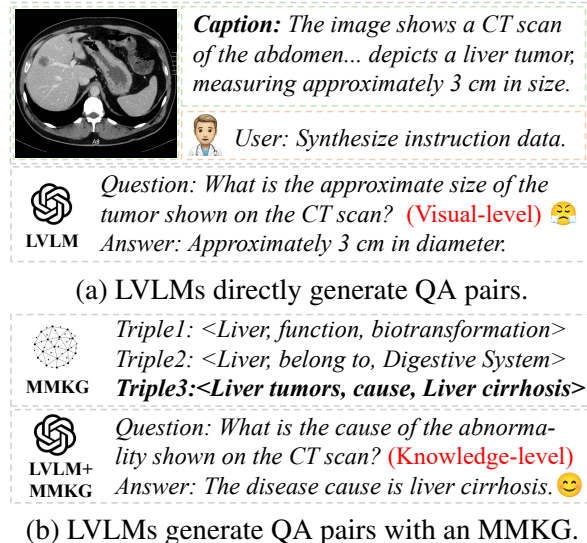 Caption: The image shows a CT scan
of the abdomen... depicts a liver tumor,
measuring approximately 3 cm in size.
User: Synthesize instruction data.
LVLM
Question: What is the approximate size of the
tumor shown on the CT scan? (Visual-level)
Answer: Approximately 3 cm in diameter.
(a) LVLMs directly generate QA pairs.
MMKG
Triple1: <Liver, function, biotransformation>
Triple2: <Liver, belong to, Digestive System>
Triple3:<Liver tumors, cause, Liver cirrhosis>
LVLM+
MMKG
Question: What is the cause of the abnorma-
lity shown on the CT scan? (Knowledge-level)
Answer: The disease cause is liver cirrhosis.
(b) LVLMs generate QA pairs with an MMKG.